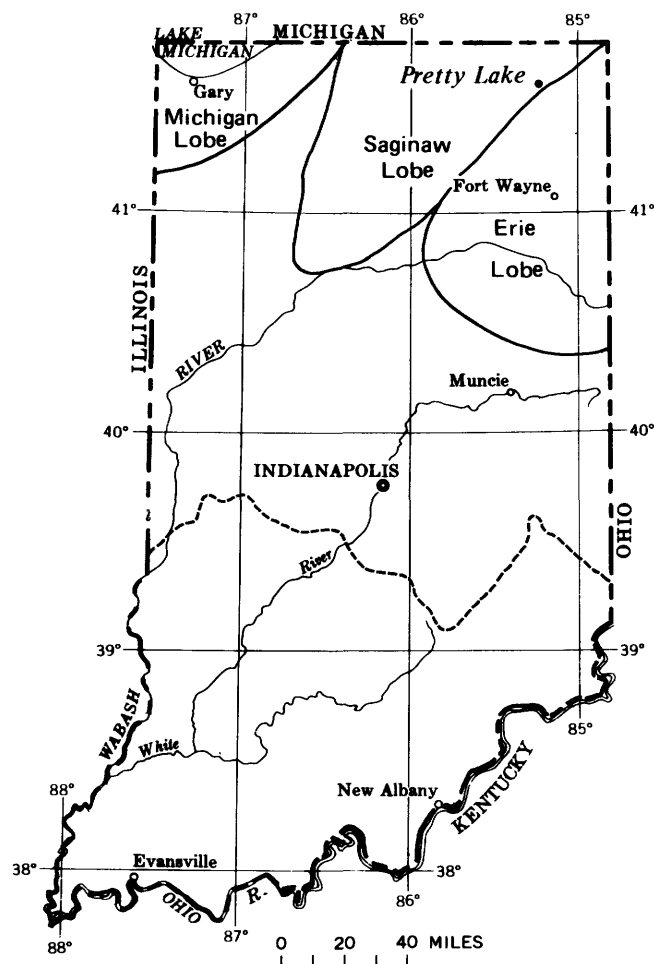 87°
86°
85°
LAKE
MICHIGAN
MICHIGAN
Gary
Pretty Lake
Michigan
Lobe
Saginaw
Lobe
Fort Wayne
41°
41°
Erie
Lobe
ILLINOIS
RIVER
Muncie
40°
40°
INDIANAPOLIS
OHIO
River
39°
39°
WABASH
White
85°
88°
New Albany
KENTUCKY
38°
Evansville
38°
OHIO R.
88°
87°
86°
0 20 40 MILES